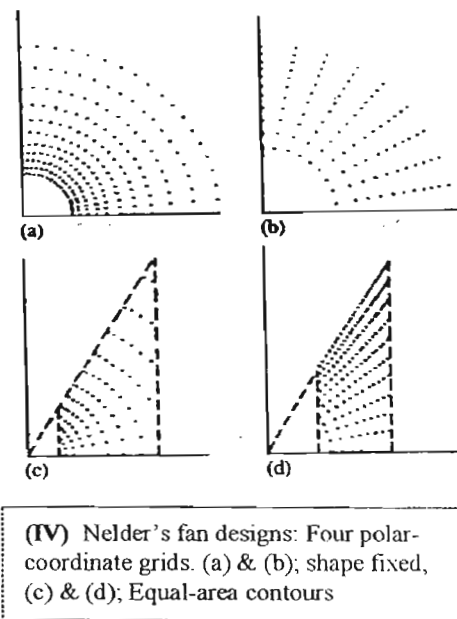 (a)
(b)
(c)
(d)
(IV) Nelder's fan designs: Four polar-
coordinate grids. (a) & (b); shape fixed,
(c) & (d); Equal-area contours